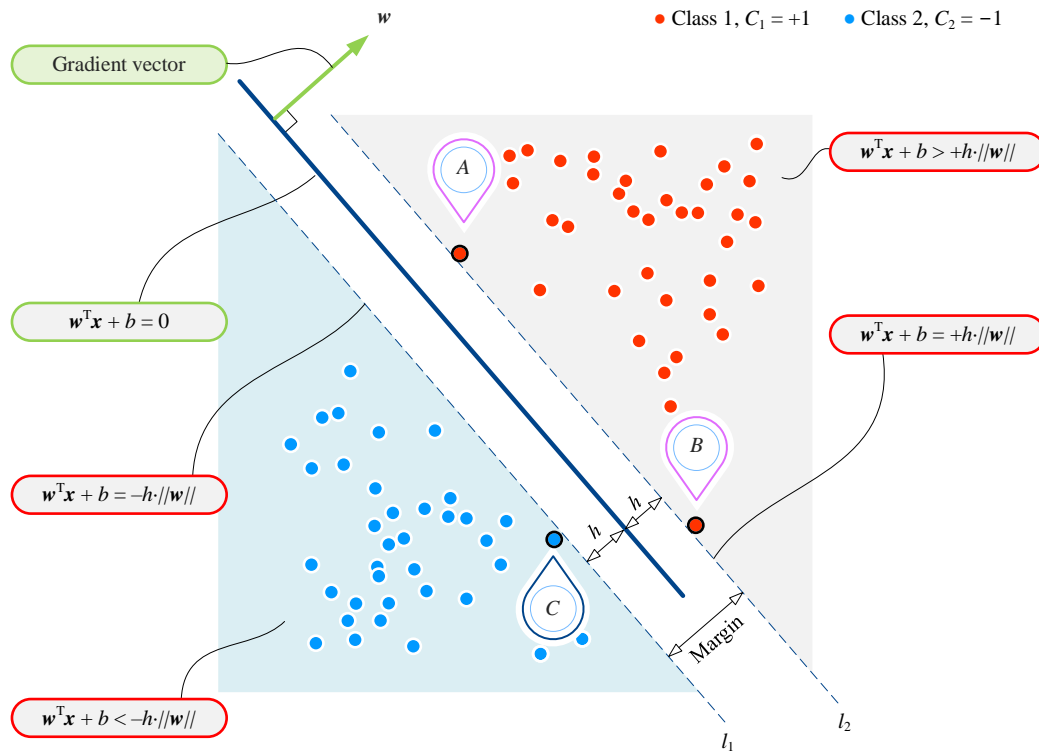 w
Class 1, C₁ = +1
Class 2, C₂ = −1
Gradient vector
wᵀx + b > +h·||w||
A
wᵀx + b = 0
wᵀx + b = +h·||w||
B
wᵀx + b = –h·||w||
h
h
C
Margin
wᵀx + b < –h·||w||
l₂
l₁